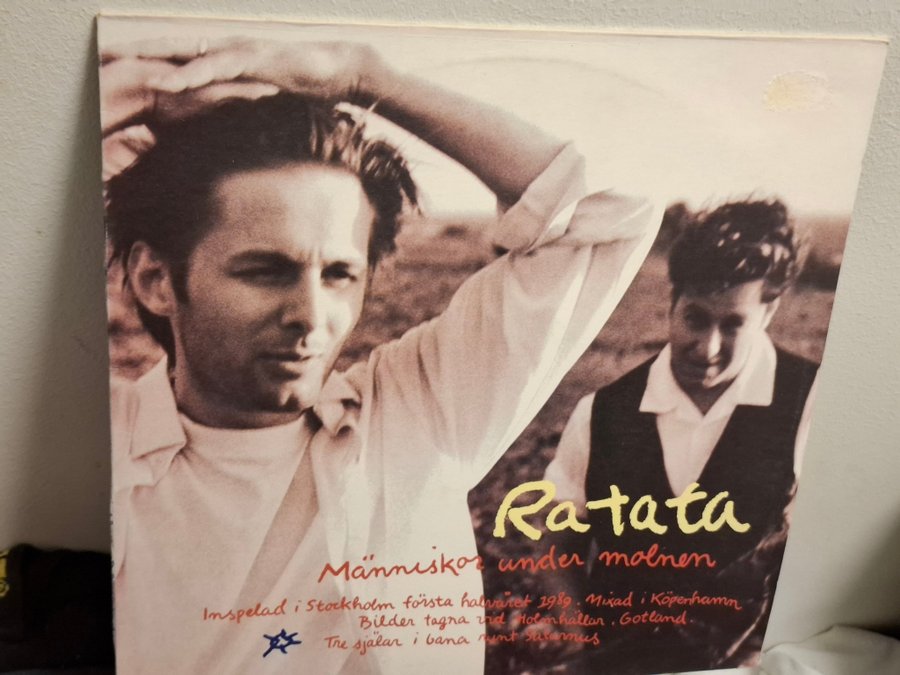 Ratata
Människor under molnen
Inspelad i Stockholm första halvåret 1989. Mixad i Köpenhamn
Bilder tagna vid Holmhällar, Gotland.
Tre själar i bana runt Saturnus